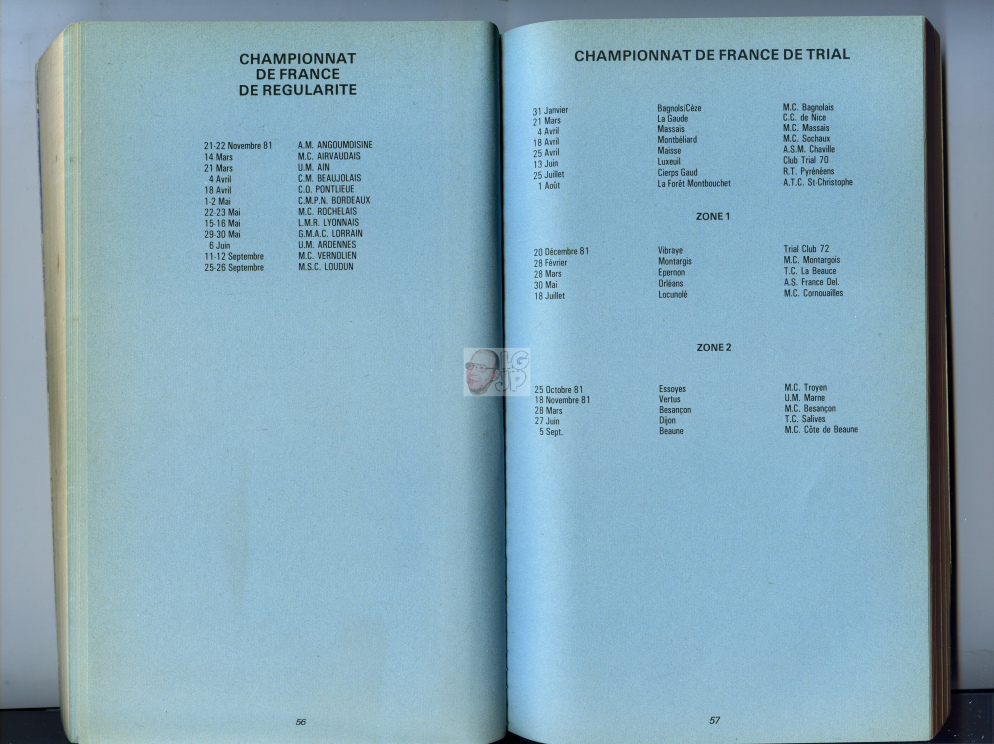 CHAMPIONNAT
DE FRANCE
DE REGULARITE
21-22 Novembre 81 A.M. ANGOUMOISINE
14 Mars M.C. AIRVAUDAIS
21 Mars U.M. AIN
4 Avril C.M. BEAUJOLAIS
18 Avril C.O. PONTLIEUE
1-2 Mai C.M.P.N. BORDEAUX
22-23 Mai M.C. ROCHELAIS
15-16 Mai L.M.R. LYONNAIS
29-30 Mai G.M.A.C. LORRAIN
6 Juin U.M. ARDENNES
11-12 Septembre M.C. VERNOLIEN
25-26 Septembre M.S.C. LOUDUN
56
CHAMPIONNAT DE FRANCE DE TRIAL
31 Janvier Bagnols/Cèze M.C. Bagnolais
21 Mars La Gaude C.C. de Nice
4 Avril Massais M.C. Massais
18 Avril Montbéliard M.C. Sochaux
25 Avril Maisse A.S.M. Chaville
13 Juin Luxeuil Club Trial 70
25 Juillet Cierps Gaud R.T. Pyrénéens
1 Août La Forêt Montbouchet A.T.C. St-Christophe
ZONE 1
20 Décembre 81 Vibraye Trial Club 72
28 Février Montargis M.C. Montargois
28 Mars Epernon T.C. La Beauce
30 Mai Orléans A.S. France Del.
18 Juillet Locunolé M.C. Cornouailles
ZONE 2
25 Octobre 81 Essoyes M.C. Troyen
18 Novembre 81 Vertus U.M. Marne
28 Mars Besançon M.C. Besançon
27 Juin Dijon T.C. Salives
5 Sept. Beaune M.C. Côte de Beaune
57
LG
JP